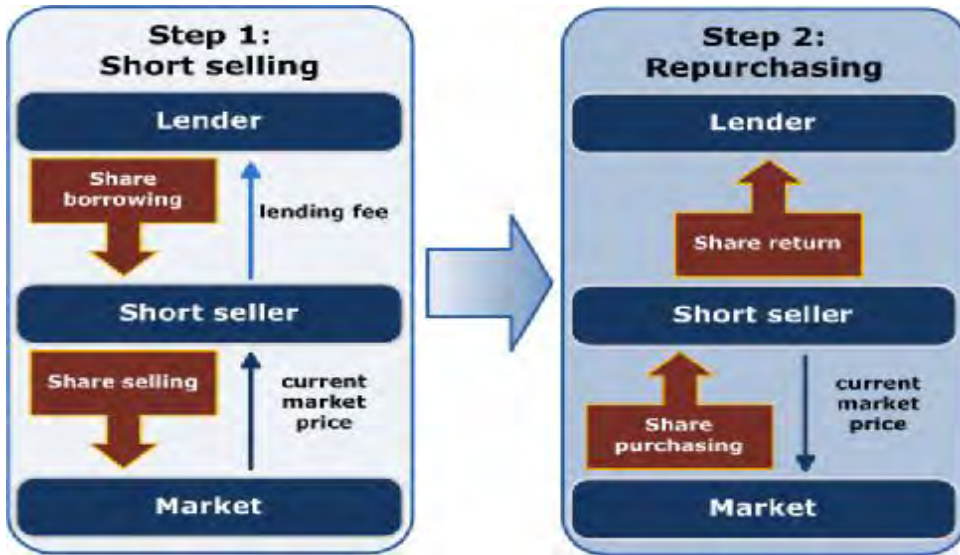 Step 1:
Short selling
Lender
Share
borrowing
lending fee
Short seller
Share selling
current
market
price
Market
Step 2:
Repurchasing
Lender
Share return
Short seller
Share
purchasing
current
market
price
Market